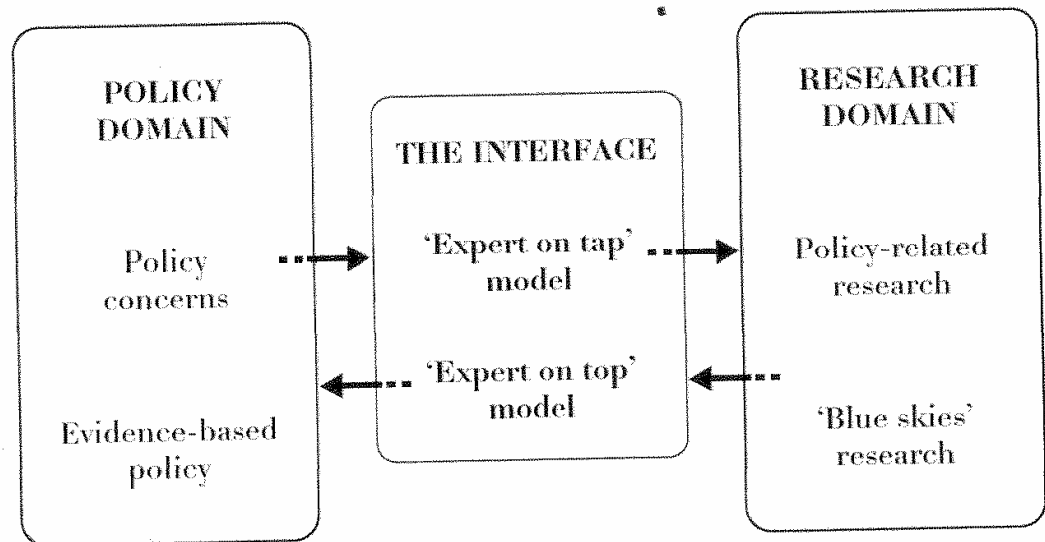 POLICY
DOMAIN
Policy
concerns
Evidence-based
policy
THE INTERFACE
‘Expert on tap’
model
‘Expert on top’
model
RESEARCH
DOMAIN
Policy-related
research
‘Blue skies’
research